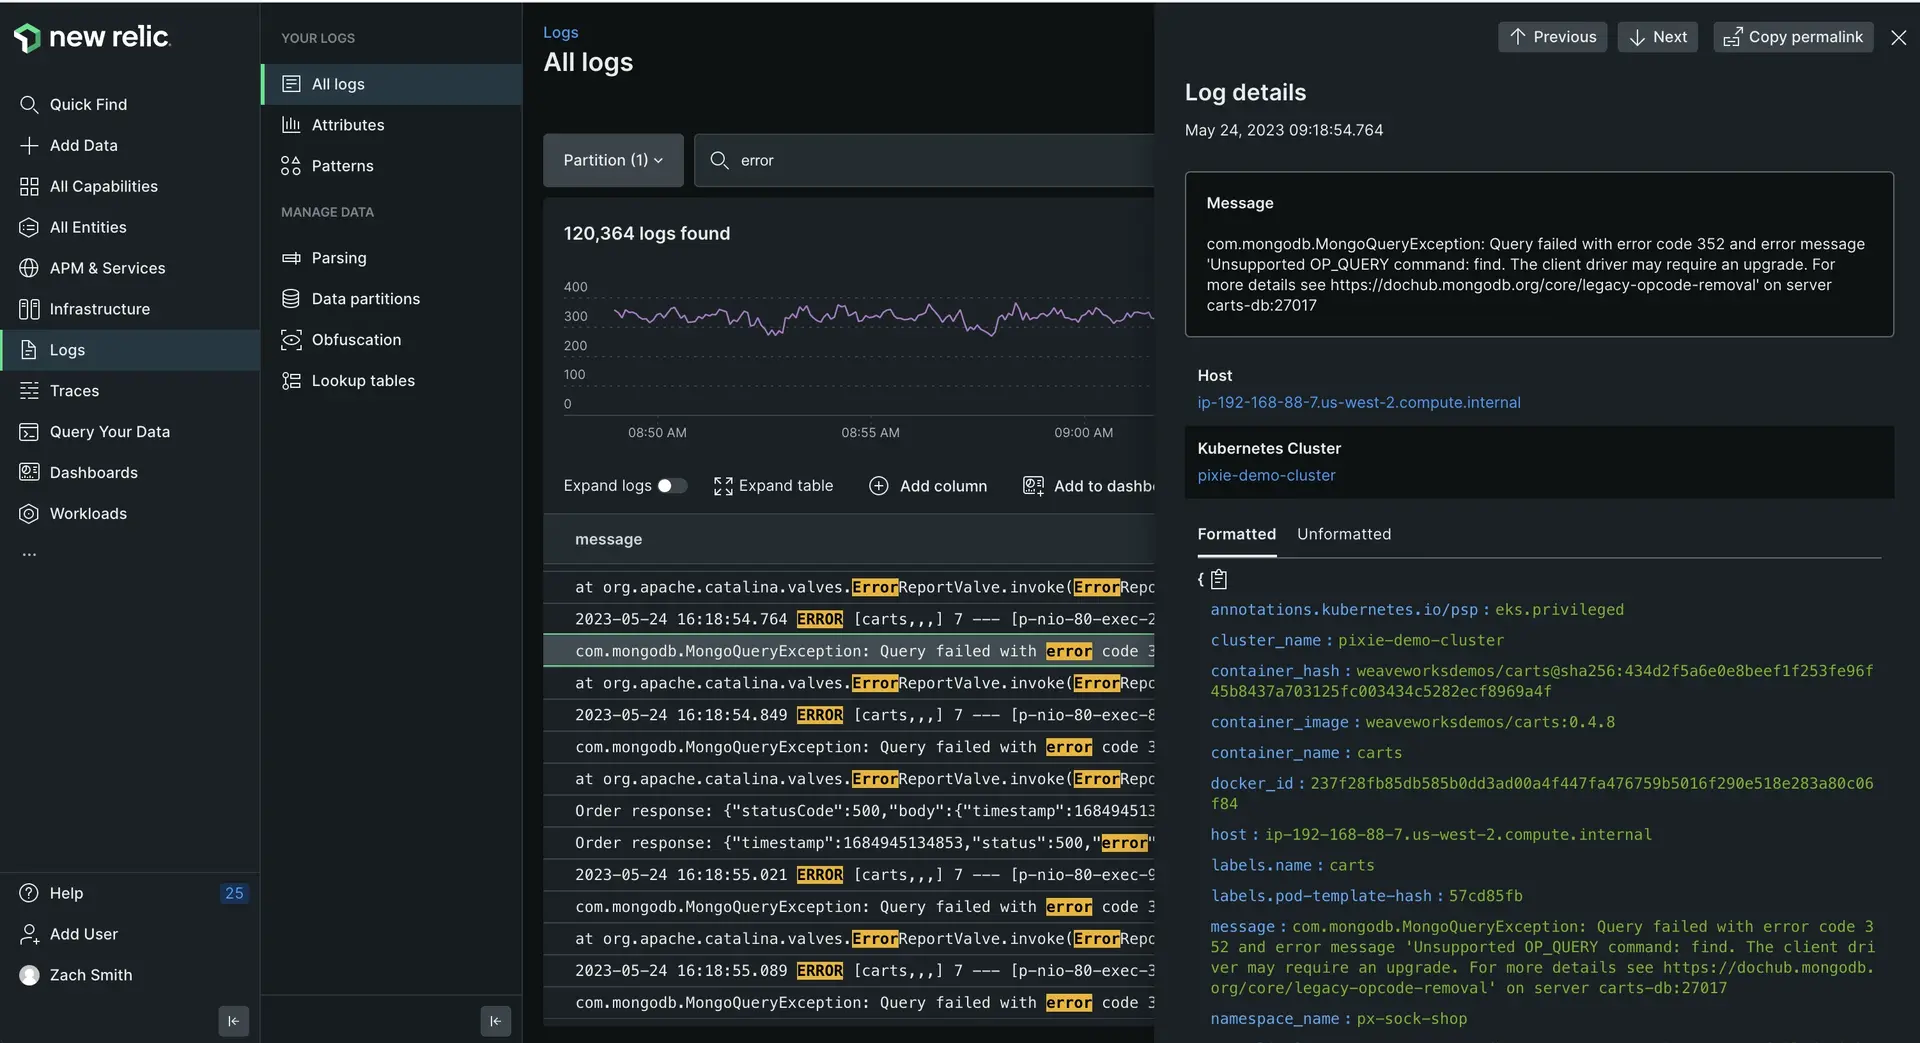 new relic.
Quick Find
Add Data
All Capabilities
All Entities
APM & Services
Infrastructure
Logs
Traces
Query Your Data
Dashboards
Workloads
...
Help 25
Add User
Zach Smith
YOUR LOGS
All logs
Attributes
Patterns
MANAGE DATA
Parsing
Data partitions
Obfuscation
Lookup tables
Logs
All logs
Partition (1)
error
120,364 logs found
400
300
200
100
0
08:50 AM 08:55 AM 09:00 AM
Expand logs Expand table Add column Add to dashb
message
at org.apache.catalina.valves.ErrorReportValve.invoke(ErrorRepo
2023-05-24 16:18:54.764 ERROR [carts,,,] 7 --- [p-nio-80-exec-2
com.mongodb.MongoQueryException: Query failed with error code 3
at org.apache.catalina.valves.ErrorReportValve.invoke(ErrorRepo
2023-05-24 16:18:54.849 ERROR [carts,,,] 7 --- [p-nio-80-exec-8
com.mongodb.MongoQueryException: Query failed with error code 3
at org.apache.catalina.valves.ErrorReportValve.invoke(ErrorRepo
Order response: {"statusCode":500,"body":{"timestamp":168494513
Order response: {"timestamp":1684945134853,"status":500,"error"
2023-05-24 16:18:55.021 ERROR [carts,,,] 7 --- [p-nio-80-exec-9
com.mongodb.MongoQueryException: Query failed with error code 3
at org.apache.catalina.valves.ErrorReportValve.invoke(ErrorRepo
2023-05-24 16:18:55.089 ERROR [carts,,,] 7 --- [p-nio-80-exec-3
com.mongodb.MongoQueryException: Query failed with error code 3
Previous Next Copy permalink
Log details
May 24, 2023 09:18:54.764
Message
com.mongodb.MongoQueryException: Query failed with error code 352 and error message
'Unsupported OP_QUERY command: find. The client driver may require an upgrade. For
more details see https://dochub.mongodb.org/core/legacy-opcode-removal' on server
carts-db:27017
Host
ip-192-168-88-7.us-west-2.compute.internal
Kubernetes Cluster
pixie-demo-cluster
Formatted Unformatted
{
annotations.kubernetes.io/psp : eks.privileged
cluster_name : pixie-demo-cluster
container_hash : weaveworksdemos/carts@sha256:434d2f5a6e0e8beef1f253fe96f
45b8437a703125fc003434c5282ecf8969a4f
container_image : weaveworksdemos/carts:0.4.8
container_name : carts
docker_id : 237f28fb85db585b0dd3ad00a4f447fa476759b5016f290e518e283a80c06
f84
host : ip-192-168-88-7.us-west-2.compute.internal
labels.name : carts
labels.pod-template-hash : 57cd85fb
message : com.mongodb.MongoQueryException: Query failed with error code 3
52 and error message 'Unsupported OP_QUERY command: find. The client dri
ver may require an upgrade. For more details see https://dochub.mongodb.
org/core/legacy-opcode-removal' on server carts-db:27017
namespace_name : px-sock-shop